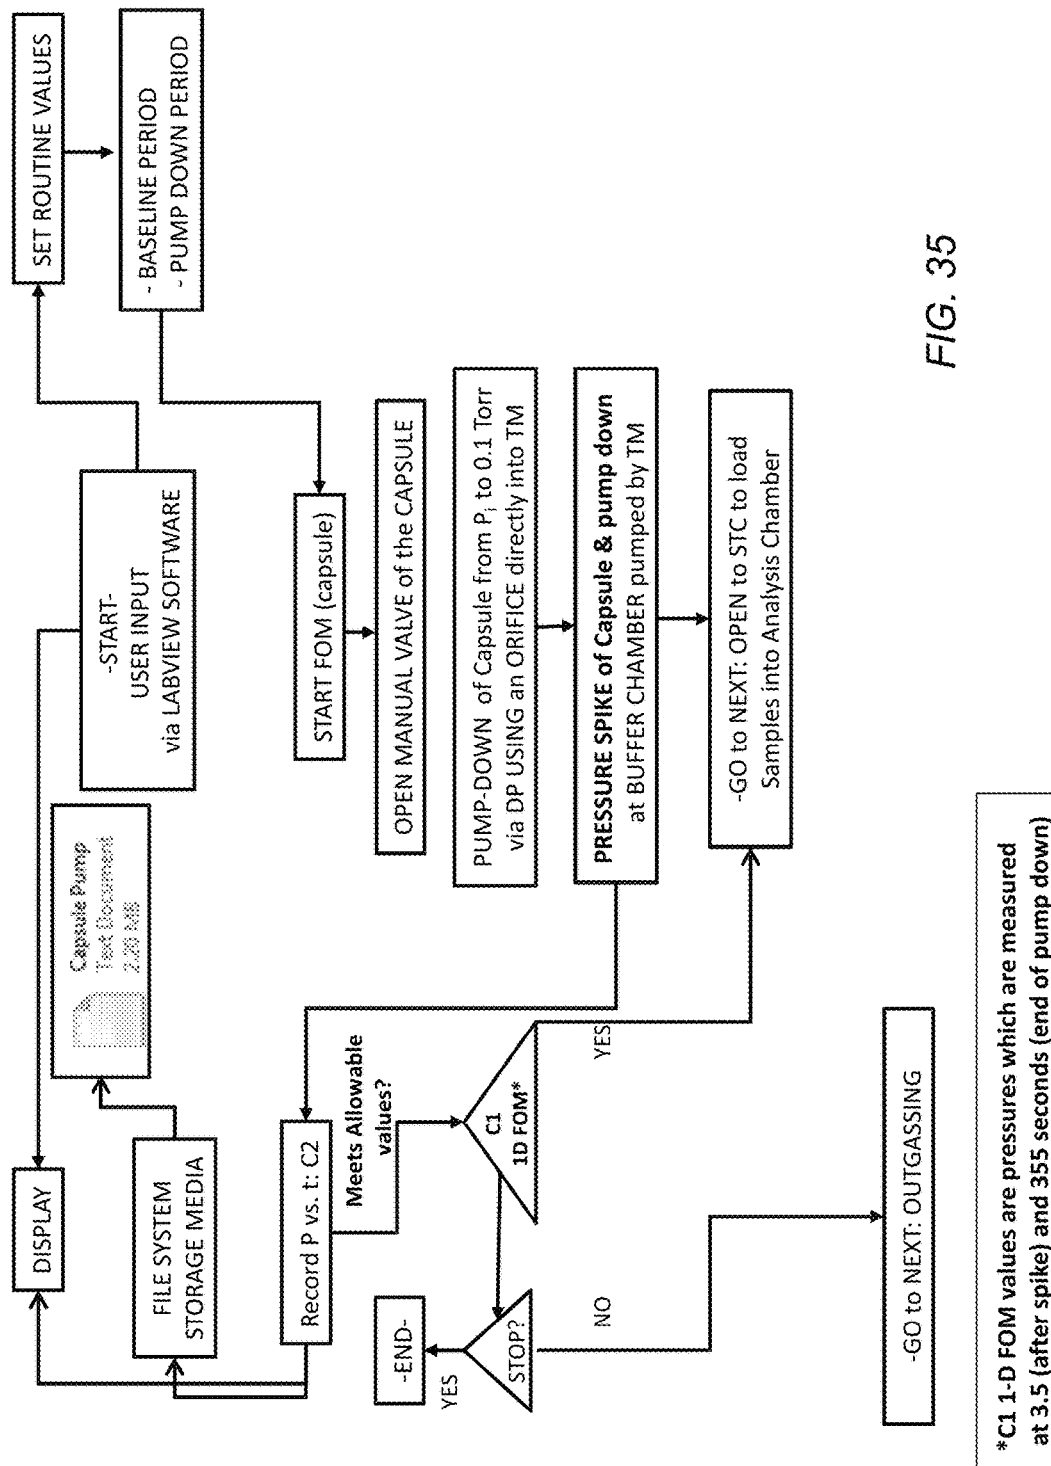 SET ROUTINE VALUES
- BASELINE PERIOD
- PUMP DOWN PERIOD
-START-
USER INPUT
via LABVIEW SOFTWARE
DISPLAY
FILE SYSTEM
STORAGE MEDIA
Capsule Pump
Text Document
2.20 MB
START FOM (capsule)
OPEN MANUAL VALVE of the CAPSULE
PUMP-DOWN of Capsule from Pi to 0.1 Torr
via DP USING an ORIFICE directly into TM
PRESSURE SPIKE of Capsule & pump down
at BUFFER CHAMBER pumped by TM
-GO to NEXT: OPEN to STC to load
Samples into Analysis Chamber
Record P vs. t: C2
Meets Allowable
values?
C1
1D FOM*
YES
STOP?
YES
-END-
NO
-GO to NEXT: OUTGASSING
*C1 1-D FOM values are pressures which are measured
at 3.5 (after spike) and 355 seconds (end of pump down)
FIG. 35